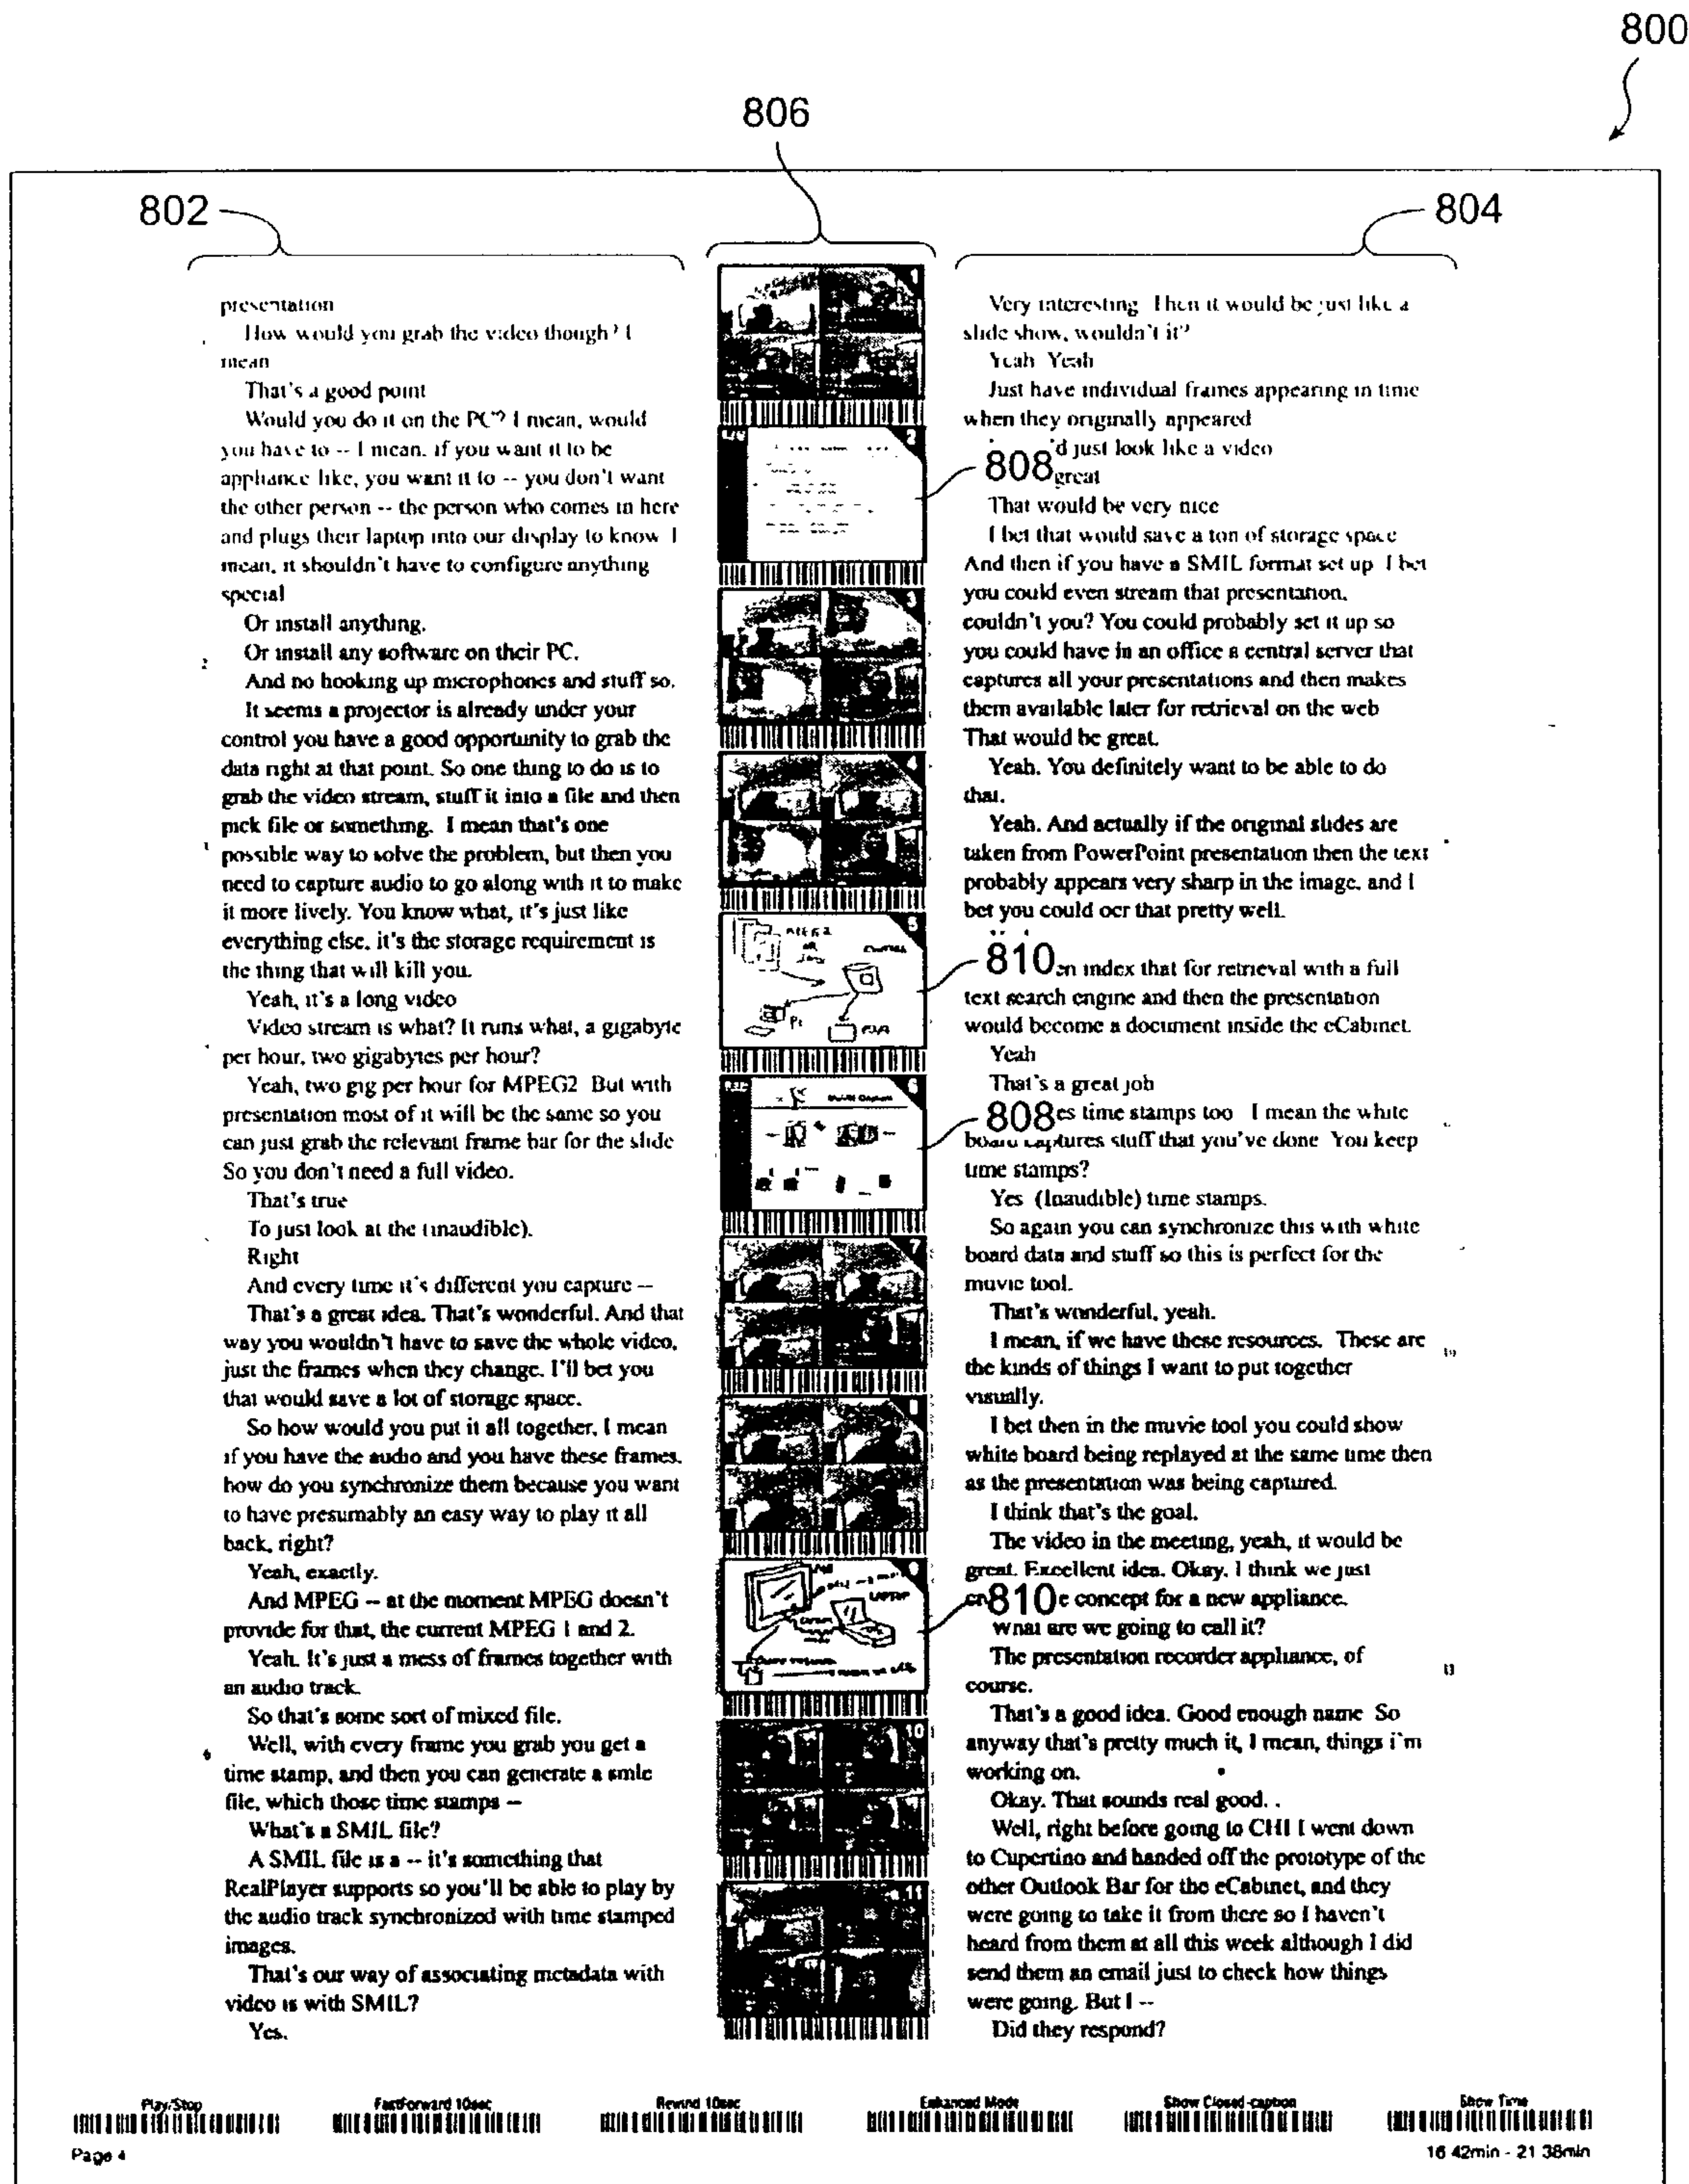 800
806
802
804
presentation
How would you grab the video though? I
mean
That's a good point
Would you do it on the PC? I mean, would
you have to -- I mean, if you want it to be
appliance like, you want it to -- you don't want
the other person -- the person who comes in here
and plugs their laptop into our display to know I
mean, it shouldn't have to configure anything
special
Or install anything.
Or install any software on their PC.
And no hooking up microphones and stuff so.
It seems a projector is already under your
control you have a good opportunity to grab the
data right at that point. So one thing to do is to
grab the video stream, stuff it into a file and then
pick file or something. I mean that's one
possible way to solve the problem, but then you
need to capture audio to go along with it to make
it more lively. You know what, it's just like
everything else, it's the storage requirement is
the thing that will kill you.
Yeah, it's a long video
Video stream is what? It runs what, a gigabyte
per hour, two gigabytes per hour?
Yeah, two gig per hour for MPEG2 But with
presentation most of it will be the same so you
can just grab the relevant frame bar for the slide
So you don't need a full video.
That's true
To just look at the (inaudible).
Right
And every time it's different you capture --
That's a great idea. That's wonderful. And that
way you wouldn't have to save the whole video,
just the frames when they change. I'll bet you
that would save a lot of storage space.
So how would you put it all together, I mean
if you have the audio and you have these frames,
how do you synchronize them because you want
to have presumably an easy way to play it all
back, right?
Yeah, exactly.
And MPEG -- at the moment MPEG doesn't
provide for that, the current MPEG 1 and 2.
Yeah. It's just a mess of frames together with
an audio track.
So that's some sort of mixed file.
Well, with every frame you grab you get a
time stamp, and then you can generate a smle
file, which those time stamps --
What's a SMIL file?
A SMIL file is a -- it's something that
RealPlayer supports so you'll be able to play by
the audio track synchronized with time stamped
images.
That's our way of associating metadata with
video is with SMIL?
Yes.
1
2
3
4
5
PC
6
7
8
9
LAPTOP
10
11
Very interesting Then it would be just like a
slide show, wouldn't it?
Yeah Yeah
Just have individual frames appearing in time
when they originally appeared
'd just look like a video
808
great
That would be very nice
I bet that would save a ton of storage space
And then if you have a SMIL format set up I bet
you could even stream that presentation,
couldn't you? You could probably set it up so
you could have in an office a central server that
captures all your presentations and then makes
them available later for retrieval on the web
That would be great.
Yeah. You definitely want to be able to do
that.
Yeah. And actually if the original slides are
taken from PowerPoint presentation then the text
probably appears very sharp in the image, and I
bet you could ocr that pretty well.
810 en index that for retrieval with a full
text search engine and then the presentation
would become a document inside the eCabinet.
Yeah
That's a great job
808 es time stamps too I mean the white
board captures stuff that you've done You keep
time stamps?
Yes (Inaudible) time stamps.
So again you can synchronize this with white
board data and stuff so this is perfect for the
muvie tool.
That's wonderful, yeah.
I mean, if we have these resources. These are
the kinds of things I want to put together
visually.
I bet then in the muvie tool you could show
white board being replayed at the same time then
as the presentation was being captured.
I think that's the goal.
The video in the meeting, yeah, it would be
great. Excellent idea. Okay. I think we just
810 e concept for a new appliance.
What are we going to call it?
The presentation recorder appliance, of
course.
That's a good idea. Good enough name So
anyway that's pretty much it, I mean, things i'm
working on.
Okay. That sounds real good. .
Well, right before going to CHI I went down
to Cupertino and handed off the prototype of the
other Outlook Bar for the eCabinet, and they
were going to take it from there so I haven't
heard from them at all this week although I did
send them an email just to check how things
were going. But I --
Did they respond?
Play/Stop
FastForward 10sec
Rewind 10sec
Enhanced Mode
Show Closed-caption
Show Time
Page 4
16 42min - 21 38min